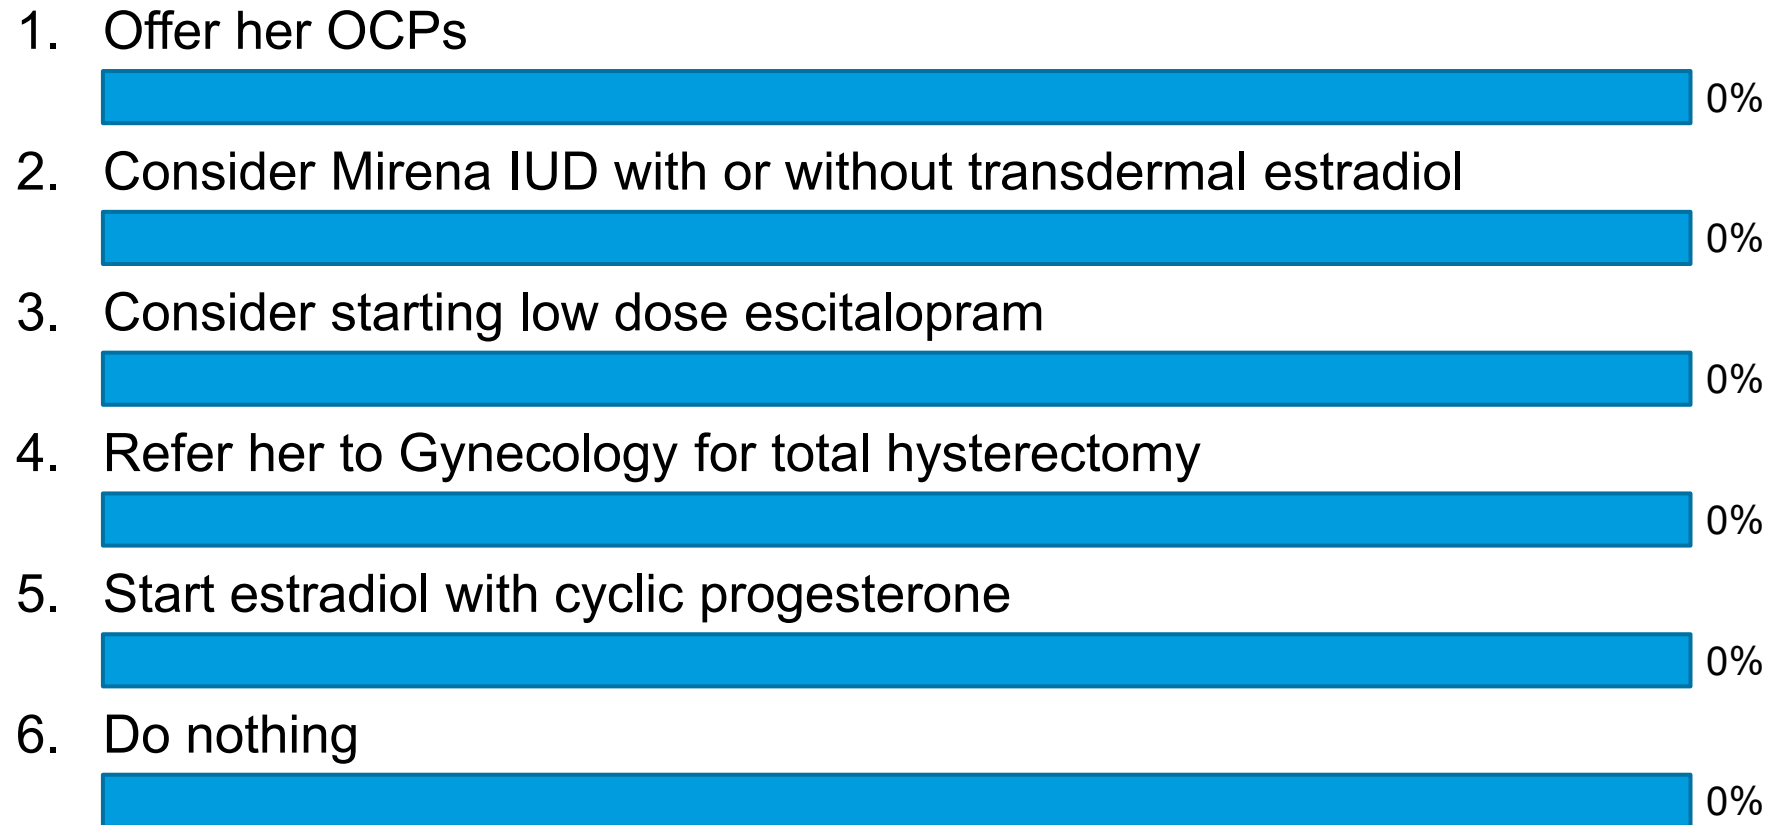 1. Offer her OCPs
0%
2. Consider Mirena IUD with or without transdermal estradiol
0%
3. Consider starting low dose escitalopram
0%
4. Refer her to Gynecology for total hysterectomy
0%
5. Start estradiol with cyclic progesterone
0%
6. Do nothing
0%